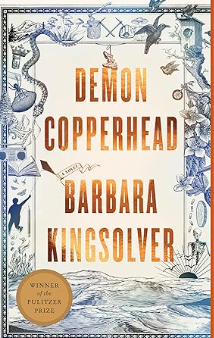 DEMON
COPPERHEAD
A NOVEL
BARBARA
KINGSOLVER
WINNER
of the
PULITZER
PRIZE